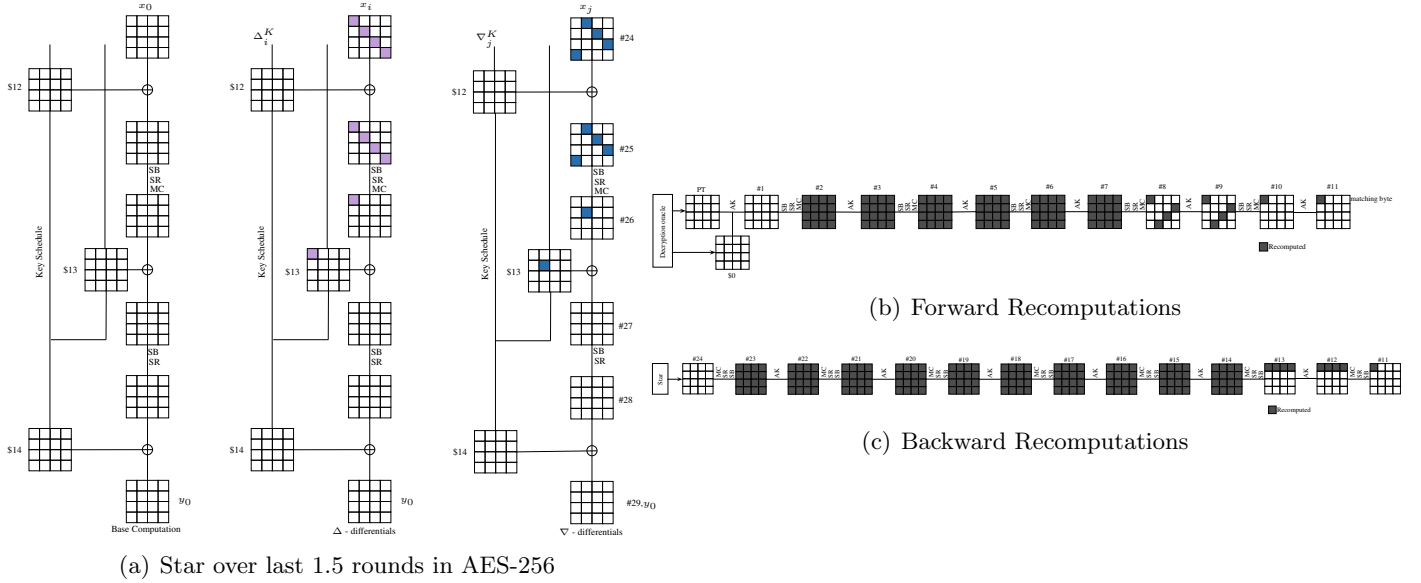 x0
$12
SB
SR
MC
Key Schedule
$13
SB
SR
$14
y0
Base Computation
xi
Δ_i^K
$12
SB
SR
MC
Key Schedule
$13
SB
SR
$14
y0
Δ - differentials
xj
∇_j^K
#24
$12
#25
SB
SR
MC
#26
Key Schedule
$13
#27
SB
SR
#28
$14
#29,y0
∇ - differentials
(a) Star over last 1.5 rounds in AES-256
PT #1 #2 #3 #4 #5 #6 #7 #8 #9 #10 #11
Decryption oracle
AK SB SR MC AK SB SR MC AK SB SR MC AK SB SR MC AK SB SR MC AK
matching byte
$0
Recomputed
(b) Forward Recomputations
#24 #23 #22 #21 #20 #19 #18 #17 #16 #15 #14 #13 #12 #11
Star
MC SR SB AK MC SR SB AK MC SR SB AK MC SR SB AK MC SR SB AK MC SR SB AK MC SR SB
Recomputed
(c) Backward Recomputations